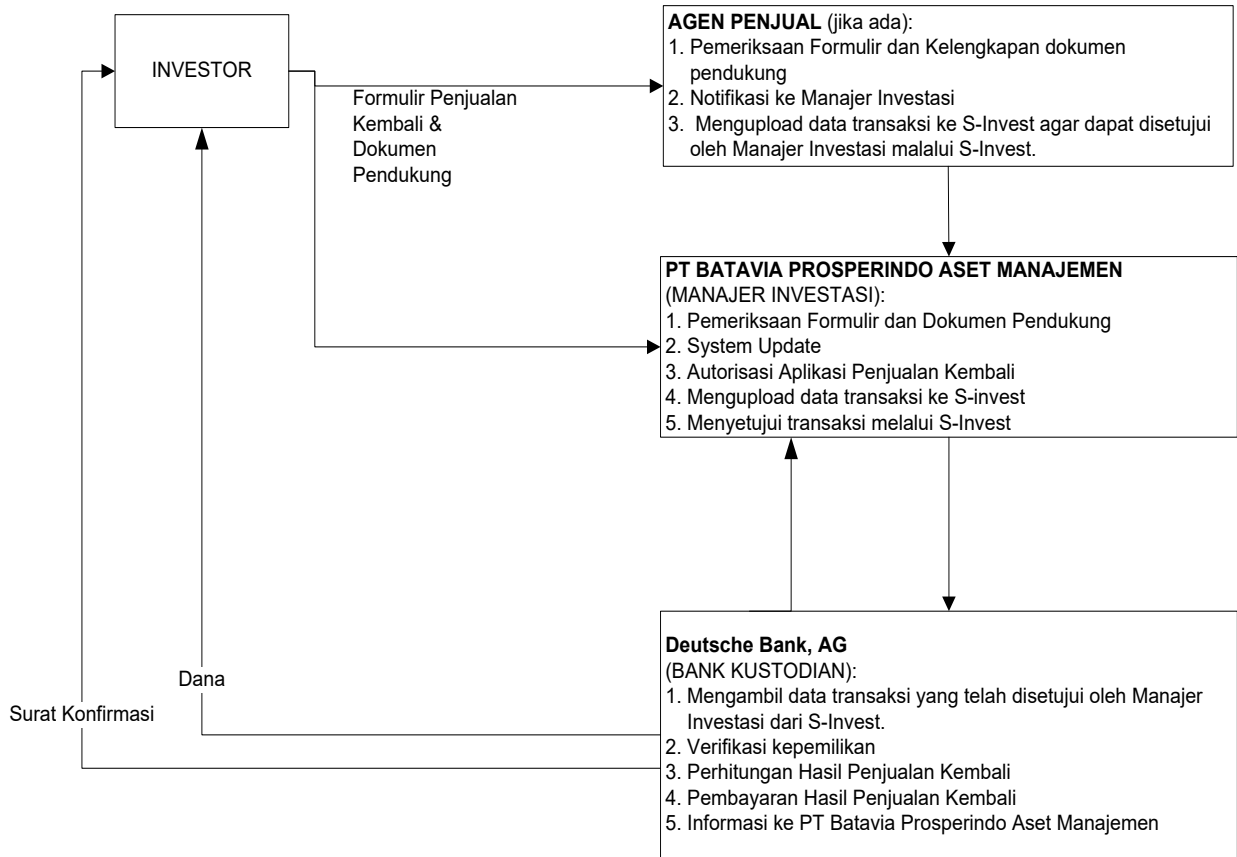 INVESTOR
Formulir Penjualan
Kembali &
Dokumen
Pendukung
AGEN PENJUAL (jika ada):
1. Pemeriksaan Formulir dan Kelengkapan dokumen
pendukung
2. Notifikasi ke Manajer Investasi
3. Mengupload data transaksi ke S-Invest agar dapat disetujui
oleh Manajer Investasi malalui S-Invest.
PT BATAVIA PROSPERINDO ASET MANAJEMEN
(MANAJER INVESTASI):
1. Pemeriksaan Formulir dan Dokumen Pendukung
2. System Update
3. Autorisasi Aplikasi Penjualan Kembali
4. Mengupload data transaksi ke S-invest
5. Menyetujui transaksi melalui S-Invest
Deutsche Bank, AG
(BANK KUSTODIAN):
1. Mengambil data transaksi yang telah disetujui oleh Manajer
Investasi dari S-Invest.
2. Verifikasi kepemilikan
3. Perhitungan Hasil Penjualan Kembali
4. Pembayaran Hasil Penjualan Kembali
5. Informasi ke PT Batavia Prosperindo Aset Manajemen
Dana
Surat Konfirmasi